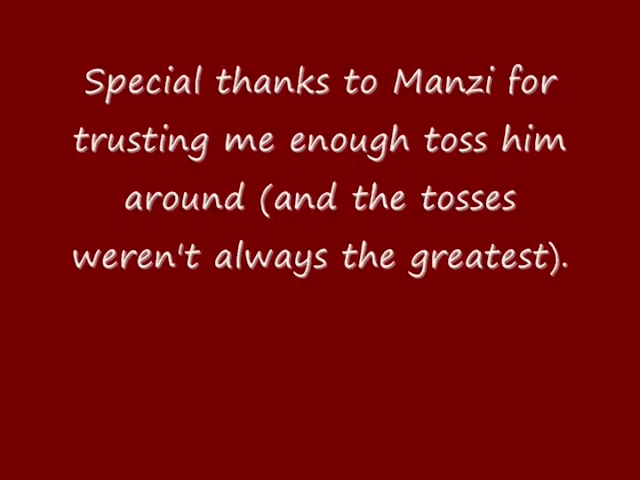 Special thanks to Manzi for
trusting me enough toss him
around (and the tosses
weren't always the greatest).